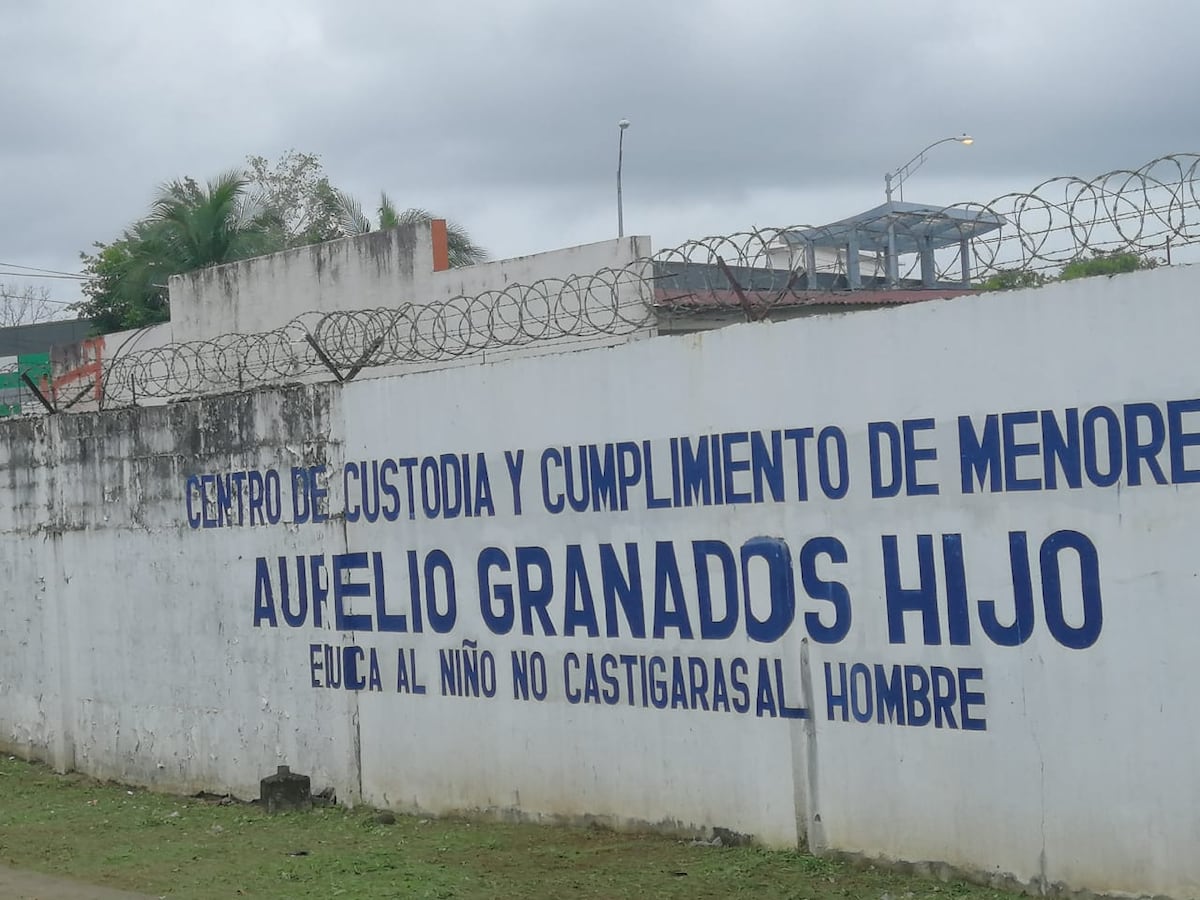 CENTRO DE CUSTODIA Y CUMPLIMIENTO DE MENORE
AURELIO GRANADOS HIJO
EDUCA AL NIÑO NO CASTIGARAS AL HOMBRE